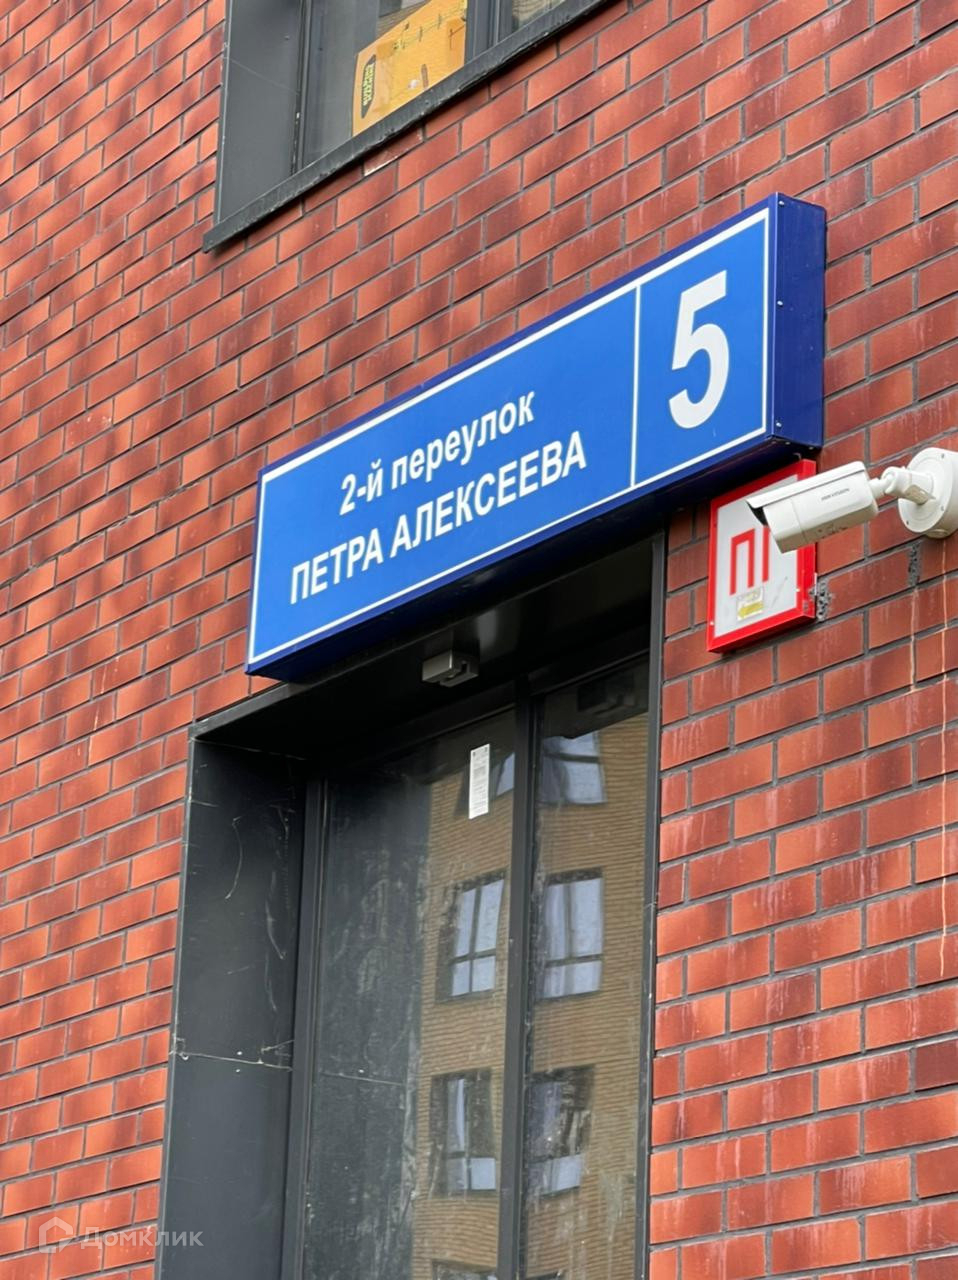 2-й переулок
ПЕТРА АЛЕКСЕЕВА
5
ПГ
ДомКлик